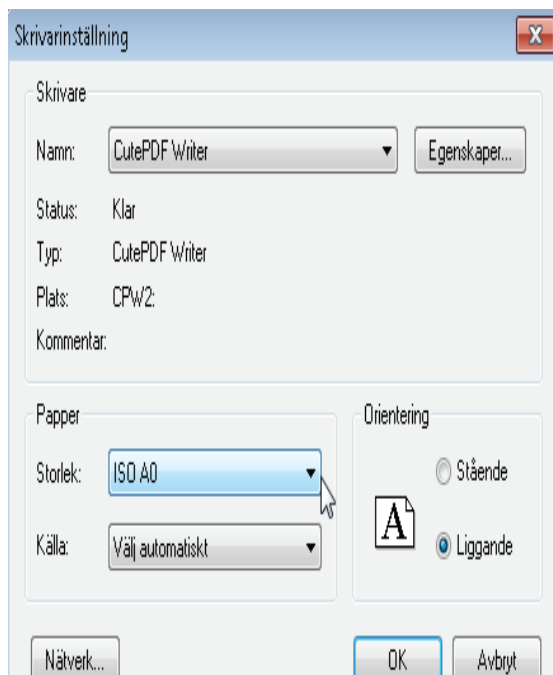 Skrivarinställning
Skrivare
Namn: CutePDF Writer Egenskaper...
Status: Klar
Typ: CutePDF Writer
Plats: CPW2:
Kommentar:
Papper
Storlek: ISO A0
Källa: Välj automatiskt
Orientering
Stående
A
Liggande
Nätverk... OK Avbryt